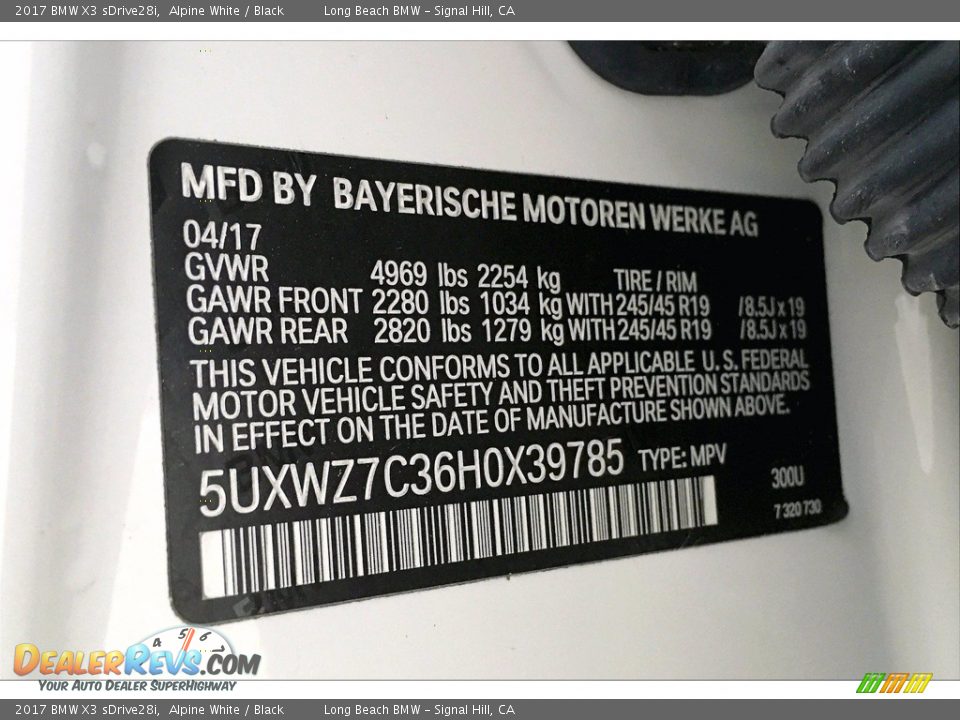 2017 BMW X3 sDrive28i, Alpine White / Black Long Beach BMW - Signal Hill, CA
MFD BY BAYERISCHE MOTOREN WERKE AG
04/17
GVWR 4969 lbs 2254 kg TIRE / RIM
GAWR FRONT 2280 lbs 1034 kg WITH 245/45 R19 /8.5J x 19
GAWR REAR 2820 lbs 1279 kg WITH 245/45 R19 /8.5J x 19
THIS VEHICLE CONFORMS TO ALL APPLICABLE U. S. FEDERAL
MOTOR VEHICLE SAFETY AND THEFT PREVENTION STANDARDS
IN EFFECT ON THE DATE OF MANUFACTURE SHOWN ABOVE.
5UXWZ7C36H0X39785 TYPE: MPV
300U
7 320 730
4 5 6
DEALERREVS.COM
YOUR AUTO DEALER SUPERHIGHWAY
2017 BMW X3 sDrive28i, Alpine White / Black Long Beach BMW - Signal Hill, CA